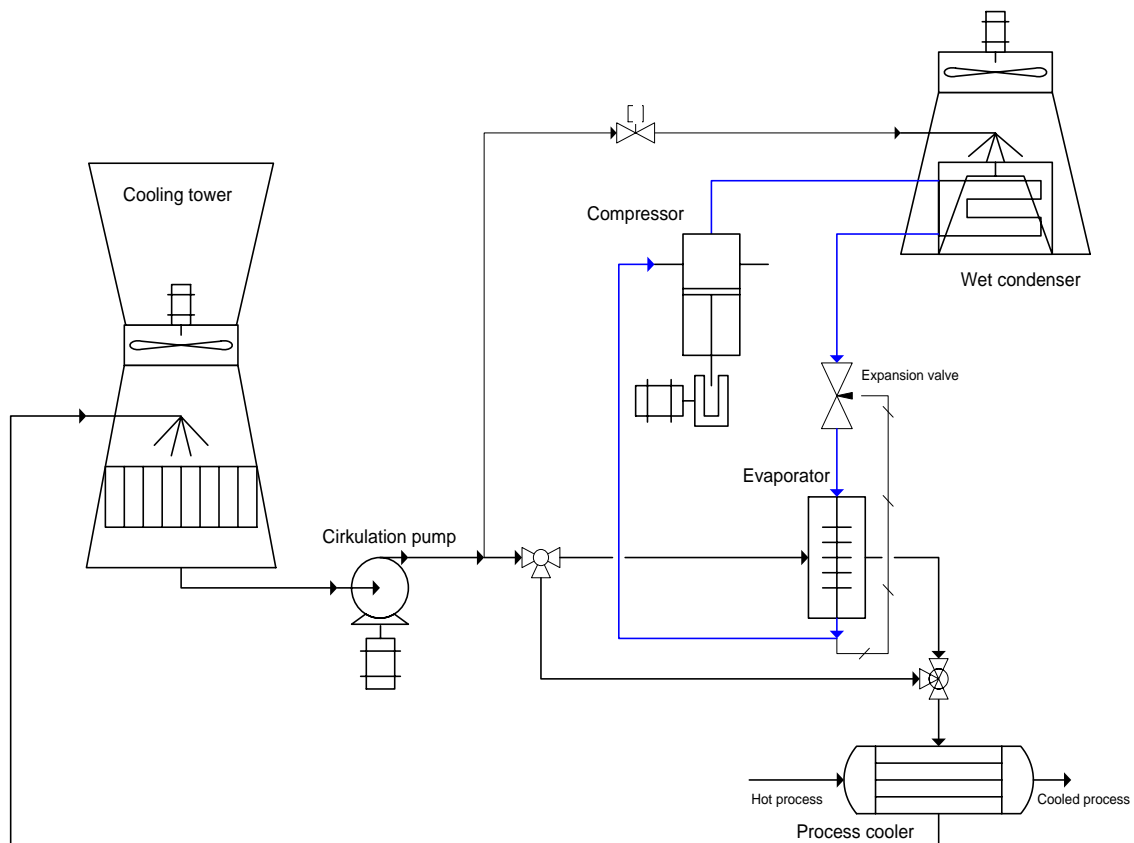 Cooling tower
Compressor
Wet condenser
Expansion valve
Evaporator
Cirkulation pump
Hot process
Cooled process
Process cooler